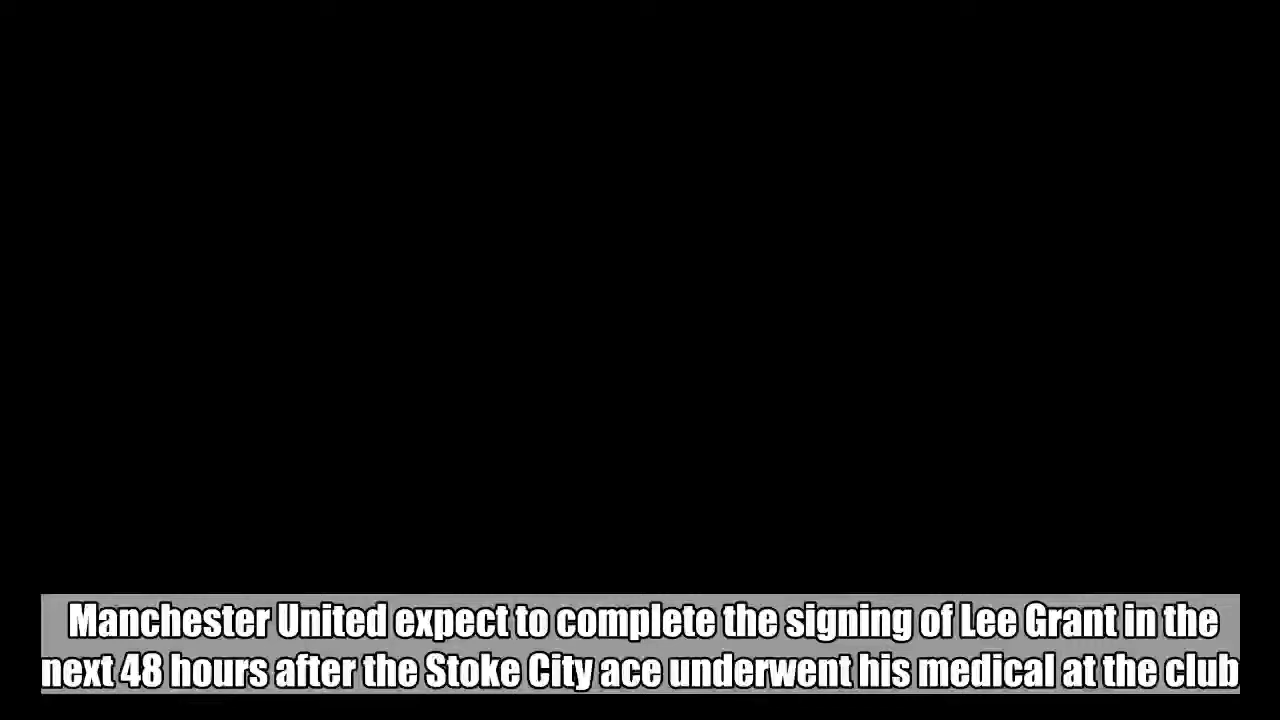 Manchester United expect to complete the signing of Lee Grant in the
next 48 hours after the Stoke City ace underwent his medical at the club